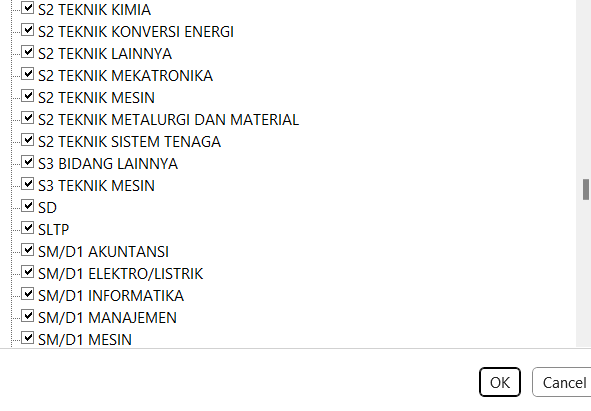 S2 TEKNIK KIMIA
S2 TEKNIK KONVERSI ENERGI
S2 TEKNIK LAINNYA
S2 TEKNIK MEKATRONIKA
S2 TEKNIK MESIN
S2 TEKNIK METALURGI DAN MATERIAL
S2 TEKNIK SISTEM TENAGA
S3 BIDANG LAINNYA
S3 TEKNIK MESIN
SD
SLTP
SM/D1 AKUNTANSI
SM/D1 ELEKTRO/LISTRIK
SM/D1 INFORMATIKA
SM/D1 MANAJEMEN
SM/D1 MESIN
OK Cancel